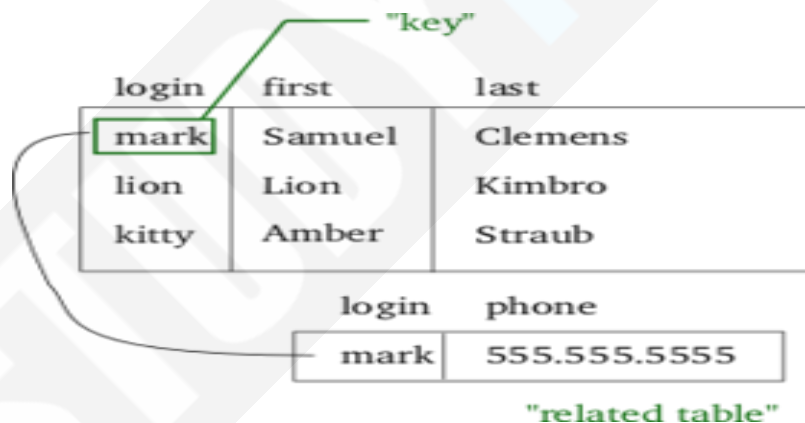 "key"
login first last
mark Samuel Clemens
lion Lion Kimbro
kitty Amber Straub
login phone
mark 555.555.5555
"related table"